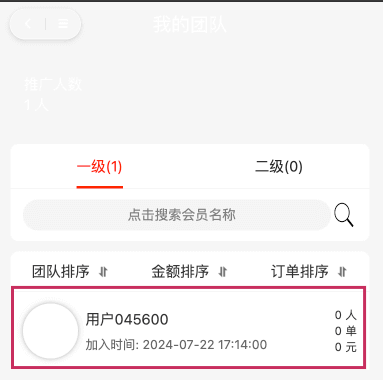 我的团队
推广人数
1 人
一级(1)
二级(0)
点击搜索会员名称
团队排序
金额排序
订单排序
用户045600
加入时间: 2024-07-22 17:14:00
0 人
0 单
0 元